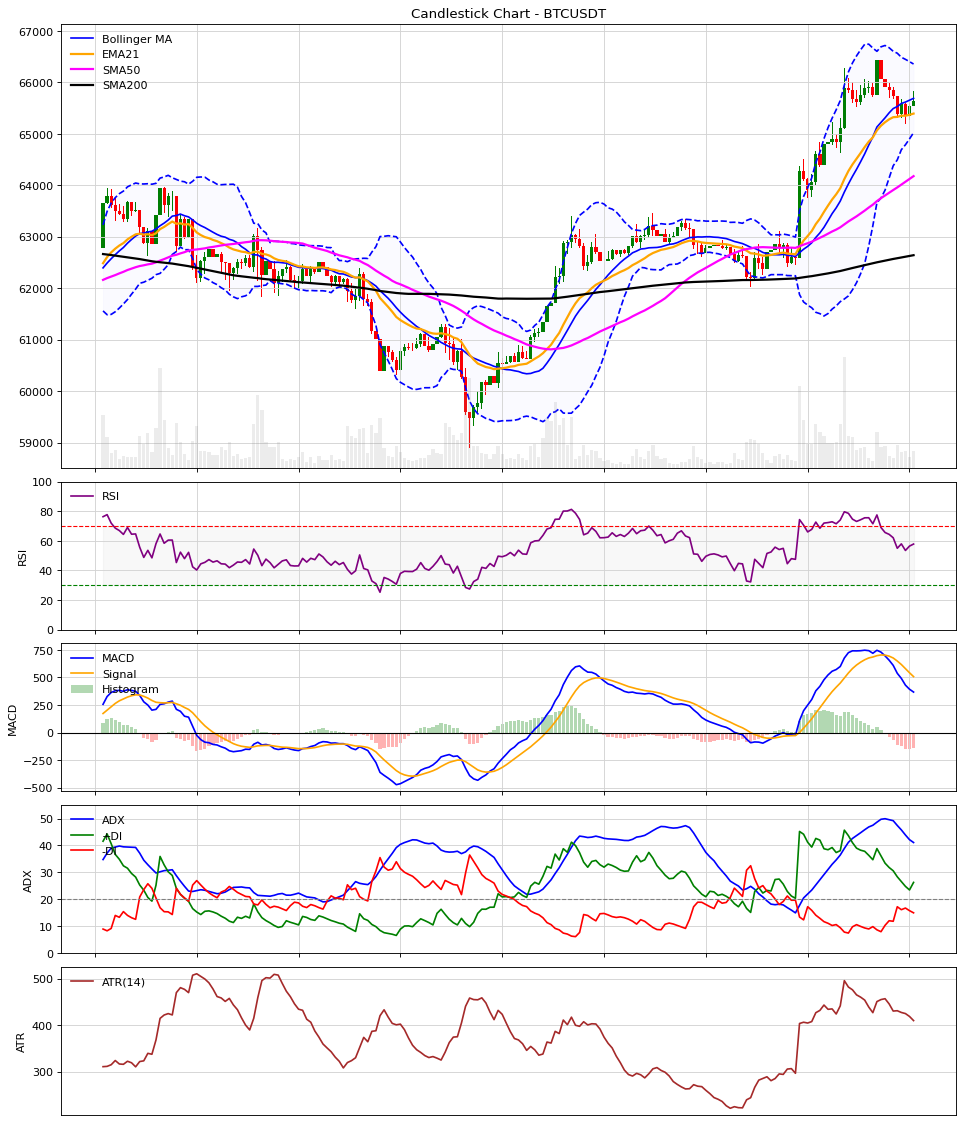 Candlestick Chart - BTCUSDT
67000
66000
65000
64000
63000
62000
61000
60000
59000
Bollinger MA
EMA21
SMA50
SMA200
100
80
60
40
20
0
RSI
RSI
750
500
250
0
−250
−500
MACD
MACD
Signal
Histogram
50
40
30
20
10
0
ADX
ADX
+DI
-DI
500
400
300
ATR
ATR(14)